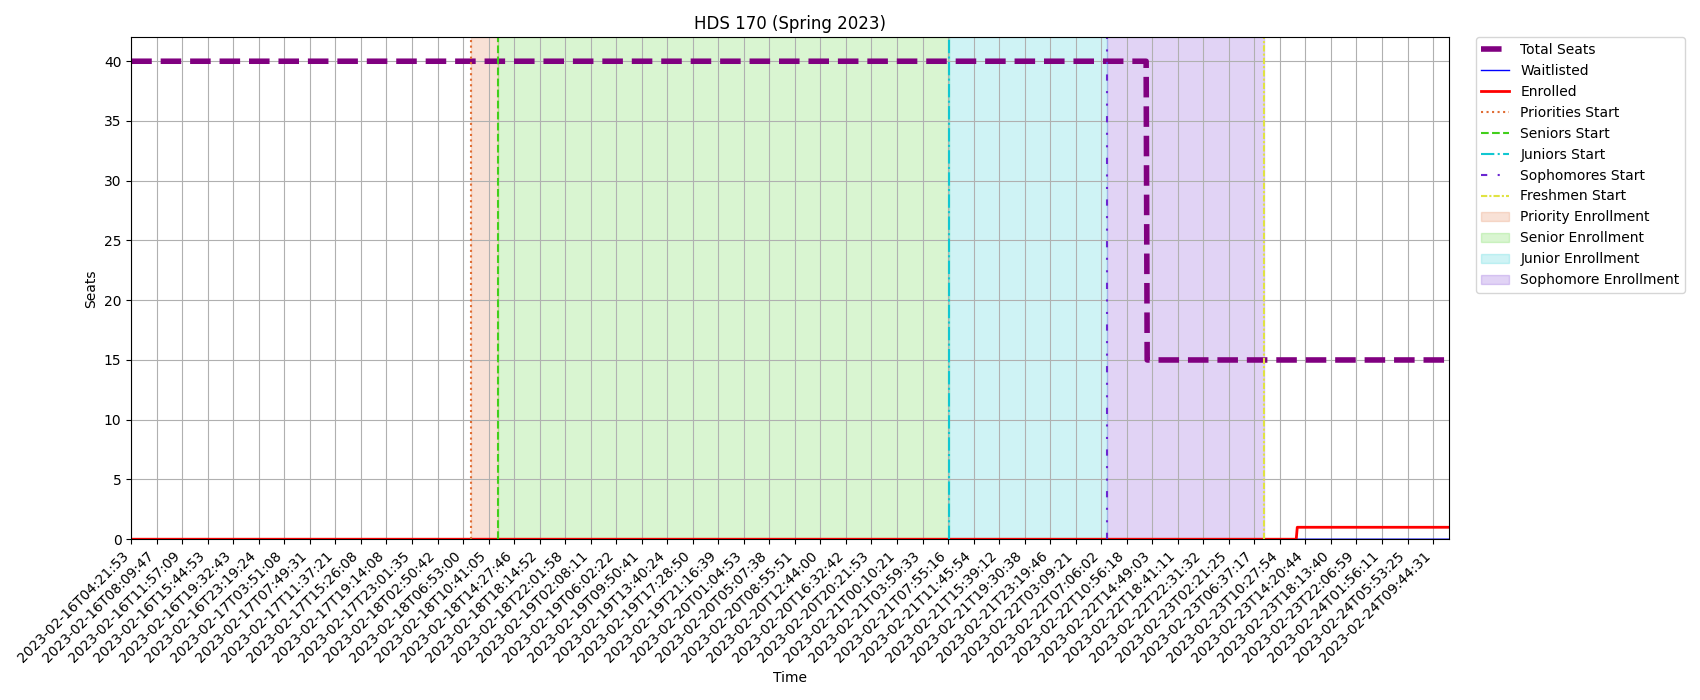 HDS 170 (Spring 2023)
Seats
40
35
30
25
20
15
10
5
0
2023-02-16T04:21:53
2023-02-16T08:09:47
2023-02-16T11:57:09
2023-02-16T15:44:53
2023-02-16T19:32:43
2023-02-16T23:19:24
2023-02-17T03:51:08
2023-02-17T07:49:31
2023-02-17T11:37:21
2023-02-17T15:26:08
2023-02-17T19:14:08
2023-02-17T23:01:35
2023-02-18T02:50:42
2023-02-18T06:53:00
2023-02-18T10:41:05
2023-02-18T14:27:46
2023-02-18T18:14:52
2023-02-18T22:01:58
2023-02-19T02:08:11
2023-02-19T06:02:22
2023-02-19T09:50:41
2023-02-19T13:40:24
2023-02-19T17:28:50
2023-02-19T21:16:39
2023-02-20T01:04:53
2023-02-20T05:07:38
2023-02-20T08:55:51
2023-02-20T12:44:00
2023-02-20T16:32:42
2023-02-20T20:21:53
2023-02-21T00:10:21
2023-02-21T03:59:33
2023-02-21T07:55:16
2023-02-21T11:45:54
2023-02-21T15:39:12
2023-02-21T19:30:38
2023-02-21T23:19:46
2023-02-22T03:09:21
2023-02-22T07:06:02
2023-02-22T10:56:18
2023-02-22T14:49:03
2023-02-22T18:41:11
2023-02-22T22:31:32
2023-02-23T02:21:25
2023-02-23T06:37:17
2023-02-23T10:27:54
2023-02-23T14:20:44
2023-02-23T18:13:40
2023-02-23T22:06:59
2023-02-24T01:56:11
2023-02-24T05:53:25
2023-02-24T09:44:31
Time
Total Seats
Waitlisted
Enrolled
Priorities Start
Seniors Start
Juniors Start
Sophomores Start
Freshmen Start
Priority Enrollment
Senior Enrollment
Junior Enrollment
Sophomore Enrollment